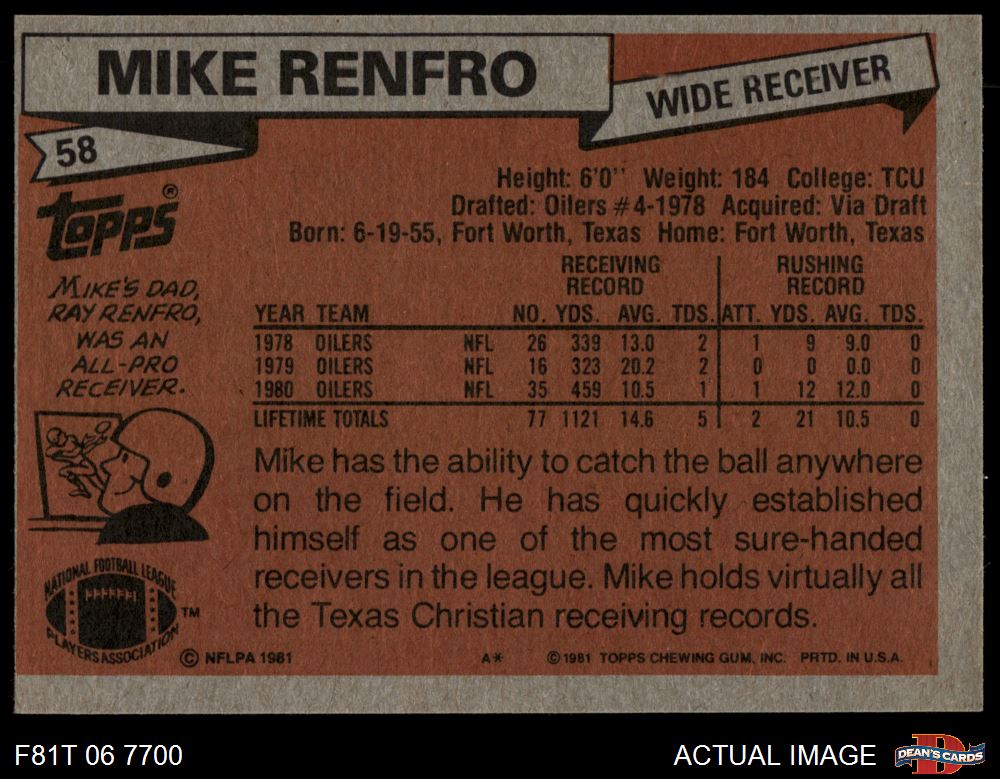 MIKE RENFRO
WIDE RECEIVER
58
TOPPS®
Height: 6'0'' Weight: 184 College: TCU
Drafted: Oilers #4-1978 Acquired: Via Draft
Born: 6-19-55, Fort Worth, Texas Home: Fort Worth, Texas
MIKE'S DAD,
RAY RENFRO,
WAS AN
ALL-PRO
RECEIVER.
RECEIVING RECORD RUSHING RECORD
YEAR TEAM NO. YDS. AVG. TDS. ATT. YDS. AVG. TDS.
1978 OILERS NFL 26 339 13.0 2 1 9 9.0 0
1979 OILERS NFL 16 323 20.2 2 0 0 0.0 0
1980 OILERS NFL 35 459 10.5 1 1 12 12.0 0
LIFETIME TOTALS 77 1121 14.6 5 2 21 10.5 0
Mike has the ability to catch the ball anywhere
on the field. He has quickly established
himself as one of the most sure-handed
receivers in the league. Mike holds virtually all
the Texas Christian receiving records.
NATIONAL FOOTBALL LEAGUE
PLAYERS ASSOCIATION
TM
© NFLPA 1981 A* © 1981 TOPPS CHEWING GUM, INC. PRTD. IN U.S.A.
F81T 06 7700
ACTUAL IMAGE
D
DEAN'S CARDS